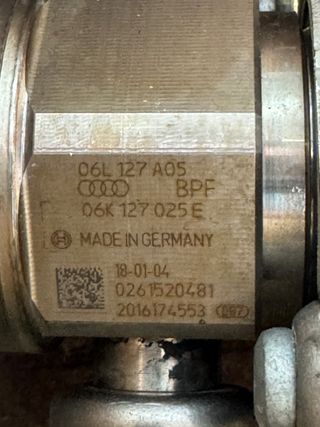 06L 127 A05
BPF
06K 127 025 E
MADE IN GERMANY
18-01-04
0261520481
2016174553